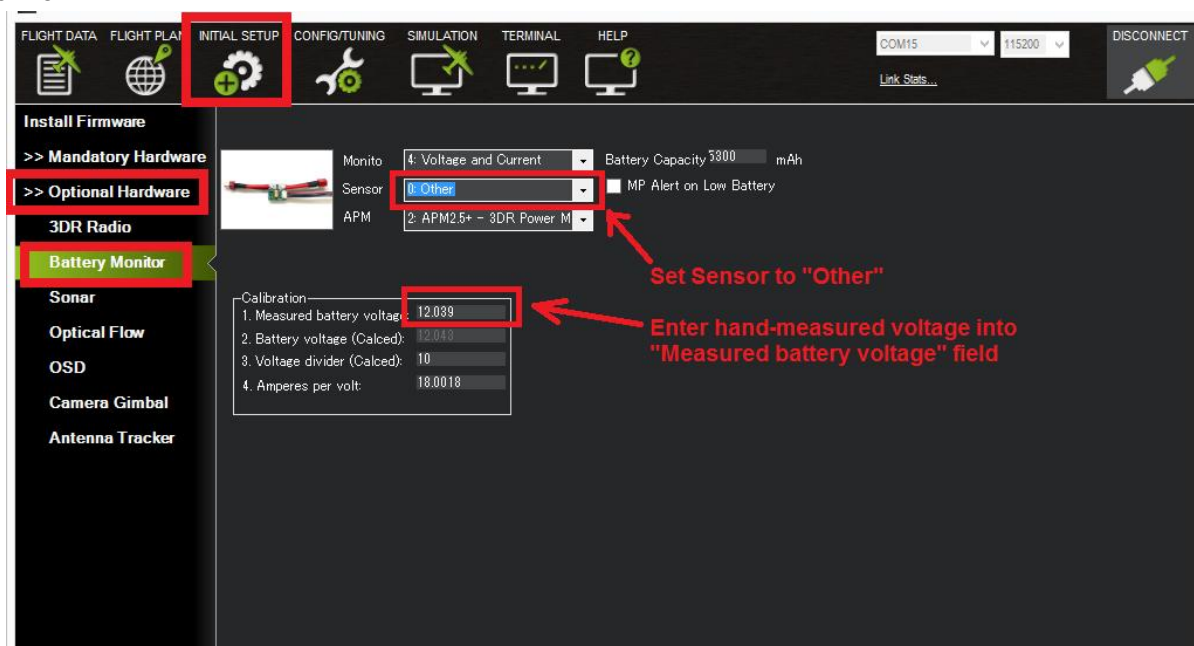 FLIGHT DATA FLIGHT PLAN INITIAL SETUP CONFIG/TUNING SIMULATION TERMINAL HELP DISCONNECT
COM15 115200
Link Stats...
Install Firmware
>> Mandatory Hardware
>> Optional Hardware
3DR Radio
Battery Monitor
Sonar
Optical Flow
OSD
Camera Gimbal
Antenna Tracker
Monito 4: Voltage and Current Battery Capacity 5300 mAh
Sensor 0: Other MP Alert on Low Battery
APM 2: APM2.5+ - 3DR Power M
Set Sensor to "Other"
Calibration
1. Measured battery voltage: 12.039
2. Battery voltage (Calced): 12.043
3. Voltage divider (Calced): 10
4. Amperes per volt: 18.0018
Enter hand-measured voltage into
"Measured battery voltage" field